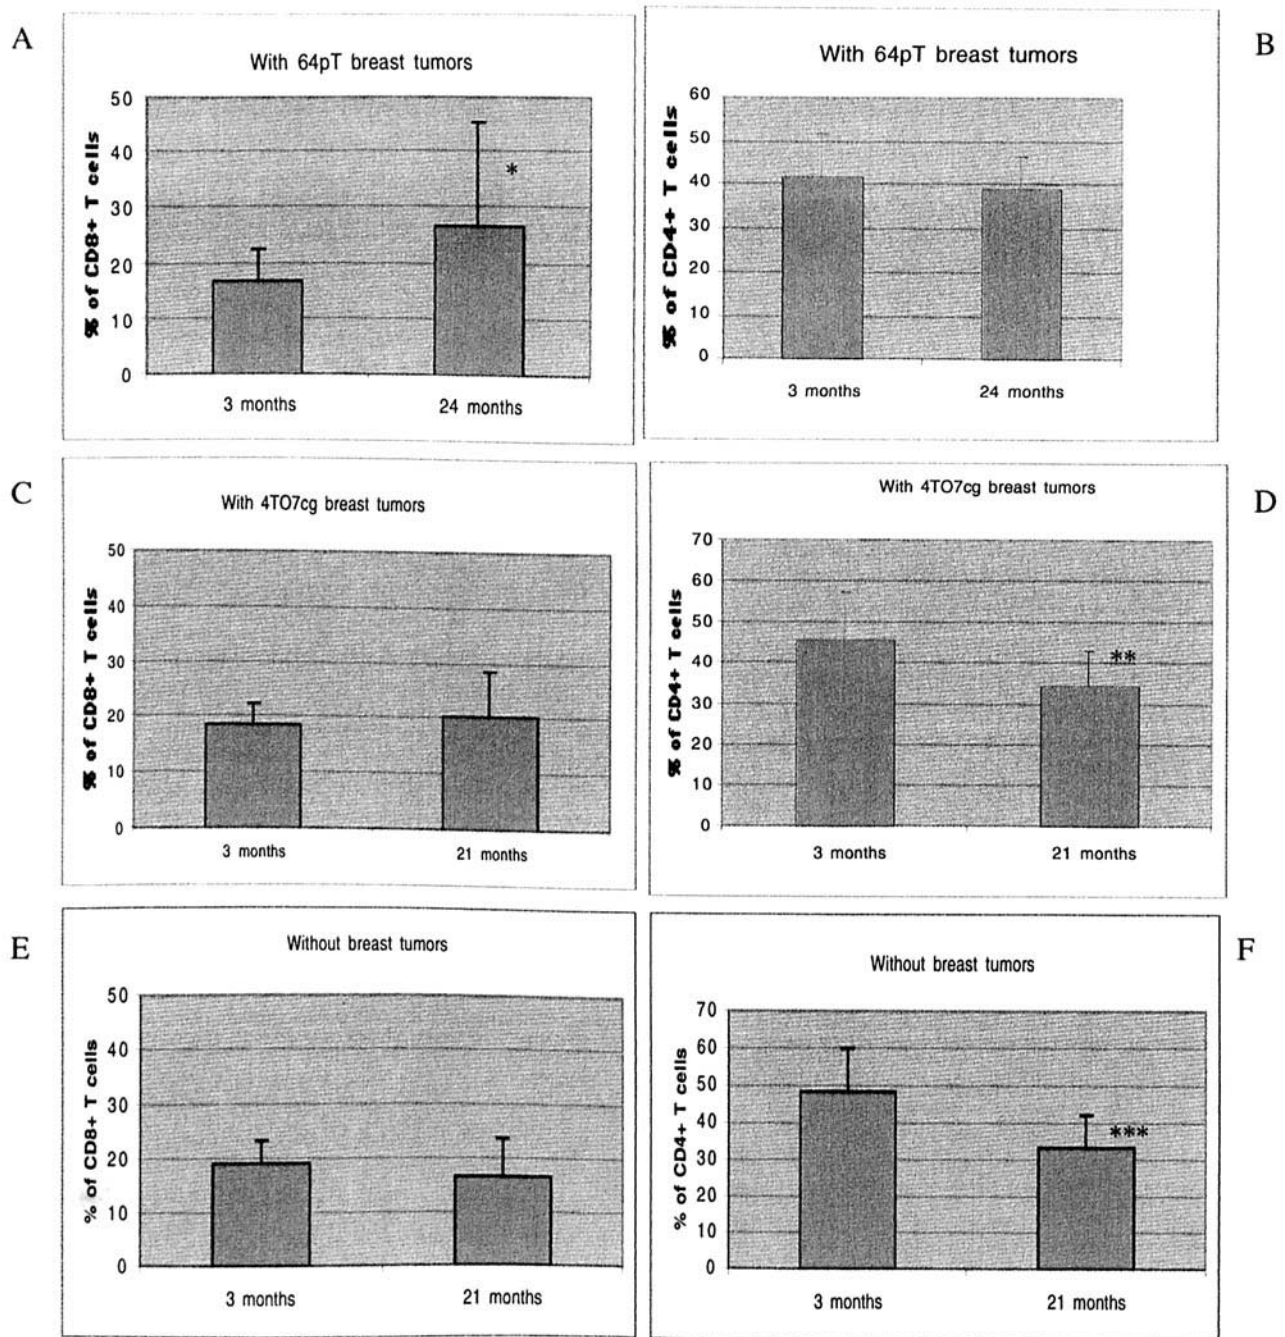 A
With 64pT breast tumors
% of CD8+ T cells
50
40
30
20
10
0
*
3 months 24 months
B
With 64pT breast tumors
% of CD4+ T cells
60
50
40
30
20
10
0
3 months 24 months
C
With 4TO7cg breast tumors
% of CD8+ T cells
50
40
30
20
10
0
3 months 21 months
D
With 4TO7cg breast tumors
% of CD4+ T cells
70
60
50
40
30
20
10
0
**
3 months 21 months
E
Without breast tumors
% of CD8+ T cells
50
40
30
20
10
0
3 months 21 months
F
Without breast tumors
% of CD4+ T cells
70
60
50
40
30
20
10
0
***
3 months 21 months